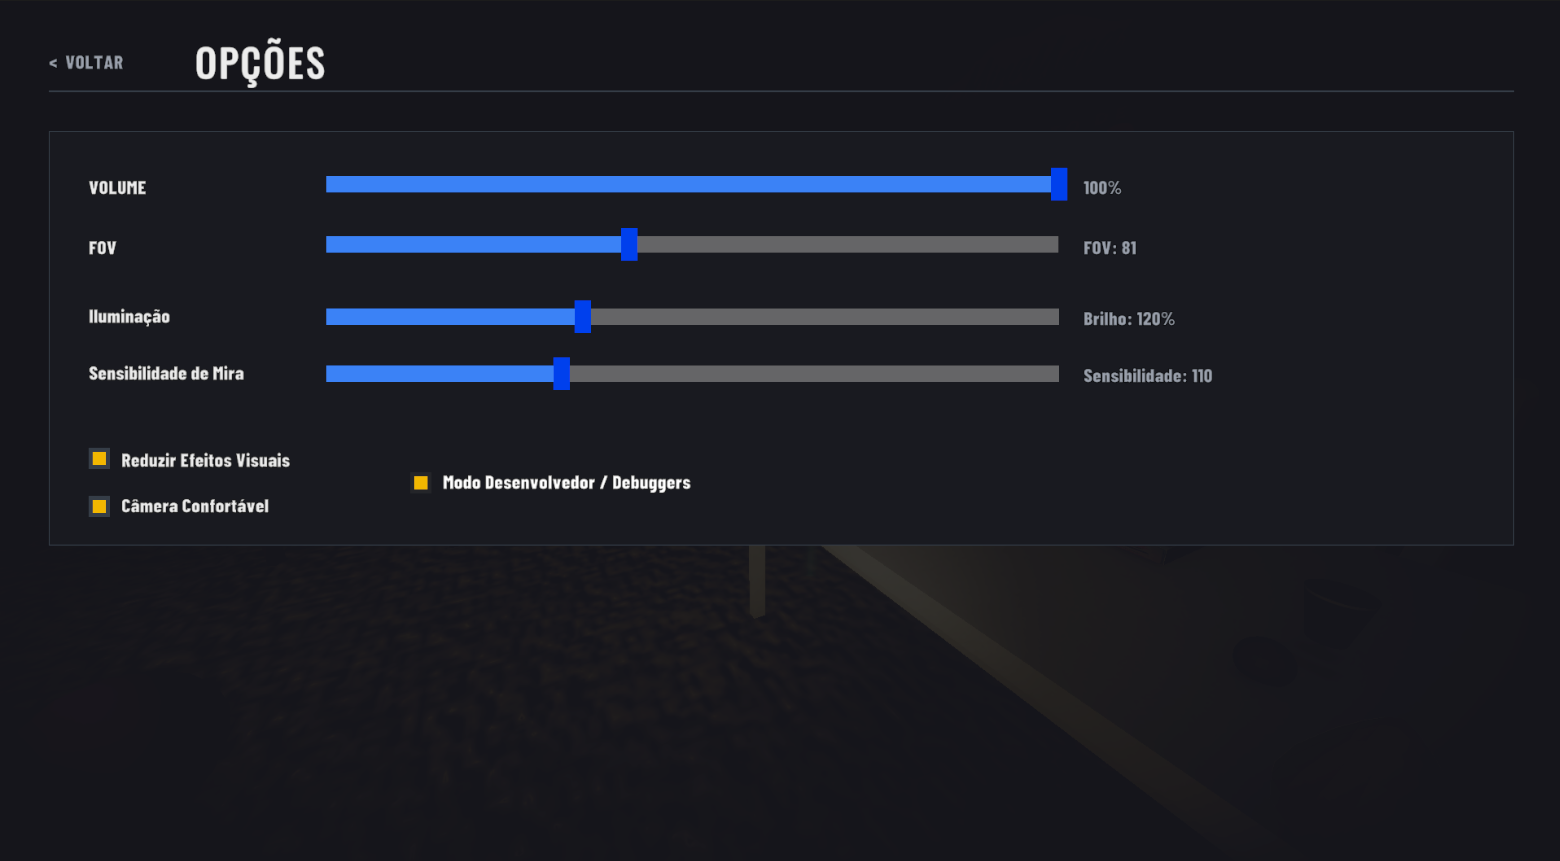 < VOLTAR
OPÇÕES
VOLUME
100%
FOV
FOV: 81
Iluminação
Brilho: 120%
Sensibilidade de Mira
Sensibilidade: 110
Reduzir Efeitos Visuais
Modo Desenvolvedor / Debuggers
Câmera Confortável